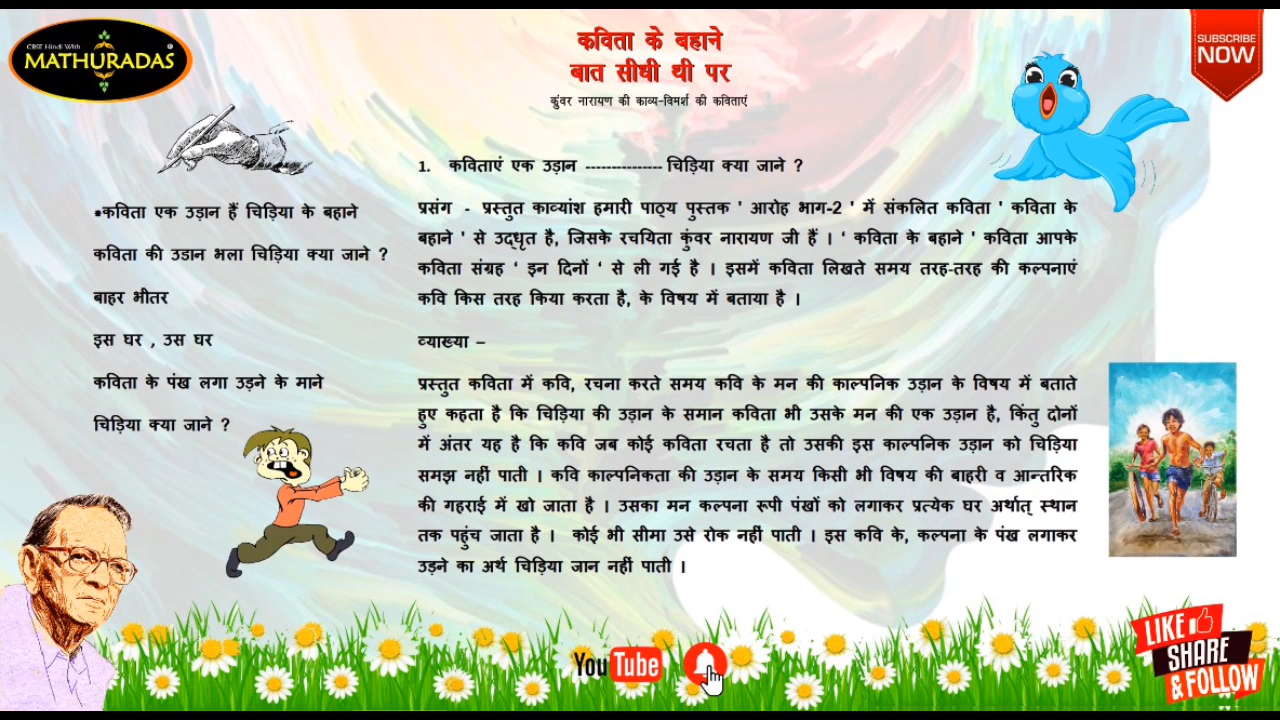 CBSE Hindi With
MATHURADAS
कविता के बहाने
बात सीधी थी पर
कुंवर नारायण की काव्य-विमर्श की कविताएं
SUBSCRIBE
NOW
*कविता एक उड़ान हैं चिड़िया के बहाने
कविता की उडान भला चिड़िया क्या जाने ?
बाहर भीतर
इस घर , उस घर
कविता के पंख लगा उड़ने के माने
चिड़िया क्या जाने ?
1. कविताएं एक उड़ान --------------- चिड़िया क्या जाने ?
प्रसंग - प्रस्तुत काव्यांश हमारी पाठ्य पुस्तक ' आरोह भाग-2 ' में संकलित कविता ' कविता के
बहाने ' से उद्धृत है, जिसके रचयिता कुंवर नारायण जी हैं । ' कविता के बहाने ' कविता आपके
कविता संग्रह ' इन दिनों ' से ली गई है । इसमें कविता लिखते समय तरह-तरह की कल्पनाएं
कवि किस तरह किया करता है, के विषय में बताया है ।
व्याख्या –
प्रस्तुत कविता में कवि, रचना करते समय कवि के मन की काल्पनिक उड़ान के विषय में बताते
हुए कहता है कि चिड़िया की उड़ान के समान कविता भी उसके मन की एक उड़ान है, किंतु दोनों
में अंतर यह है कि कवि जब कोई कविता रचता है तो उसकी इस काल्पनिक उड़ान को चिड़िया
समझ नहीं पाती । कवि काल्पनिकता की उड़ान के समय किसी भी विषय की बाहरी व आन्तरिक
की गहराई में खो जाता है । उसका मन कल्पना रूपी पंखों को लगाकर प्रत्येक घर अर्थात् स्थान
तक पहुंच जाता है । कोई भी सीमा उसे रोक नहीं पाती । इस कवि के, कल्पना के पंख लगाकर
उड़ने का अर्थ चिड़िया जान नहीं पाती ।
YouTube
LIKE
SHARE
& FOLLOW